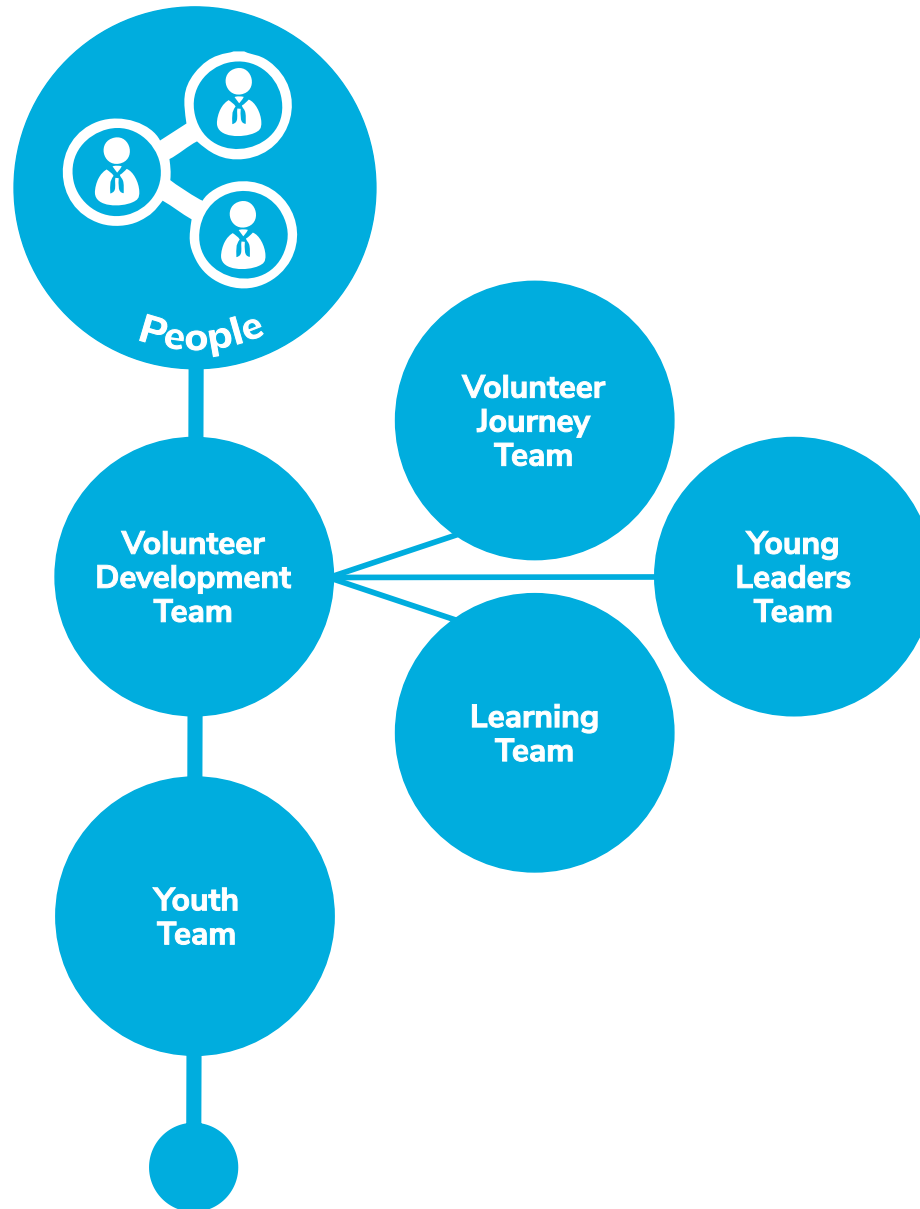 People
Volunteer
Development
Team
Volunteer
Journey
Team
Young
Leaders
Team
Learning
Team
Youth
Team